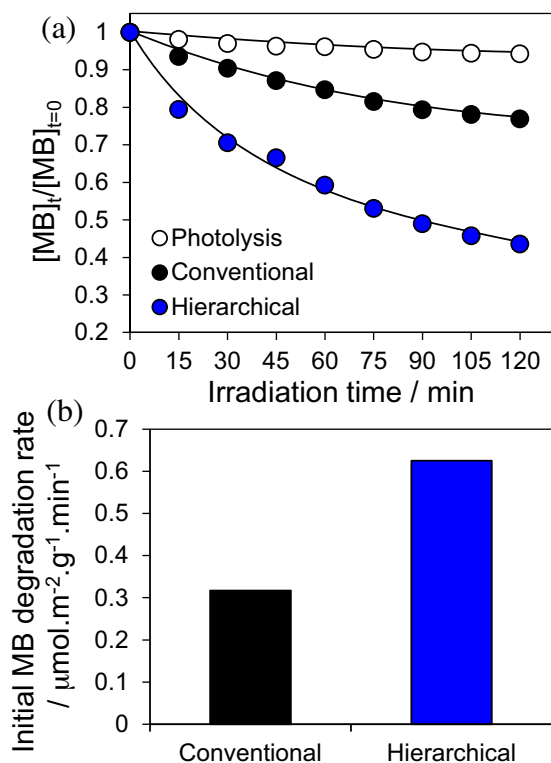 (a)
1
0.9
0.8
0.7
0.6
0.5
0.4
0.3
0.2
[MB]t/[MB]t=0
Photolysis
Conventional
Hierarchical
0 15 30 45 60 75 90 105 120
Irradiation time / min
(b)
0.7
0.6
0.5
0.4
0.3
0.2
0.1
0
Initial MB degradation rate
/ μmol.m-2.g-1.min-1
Conventional Hierarchical